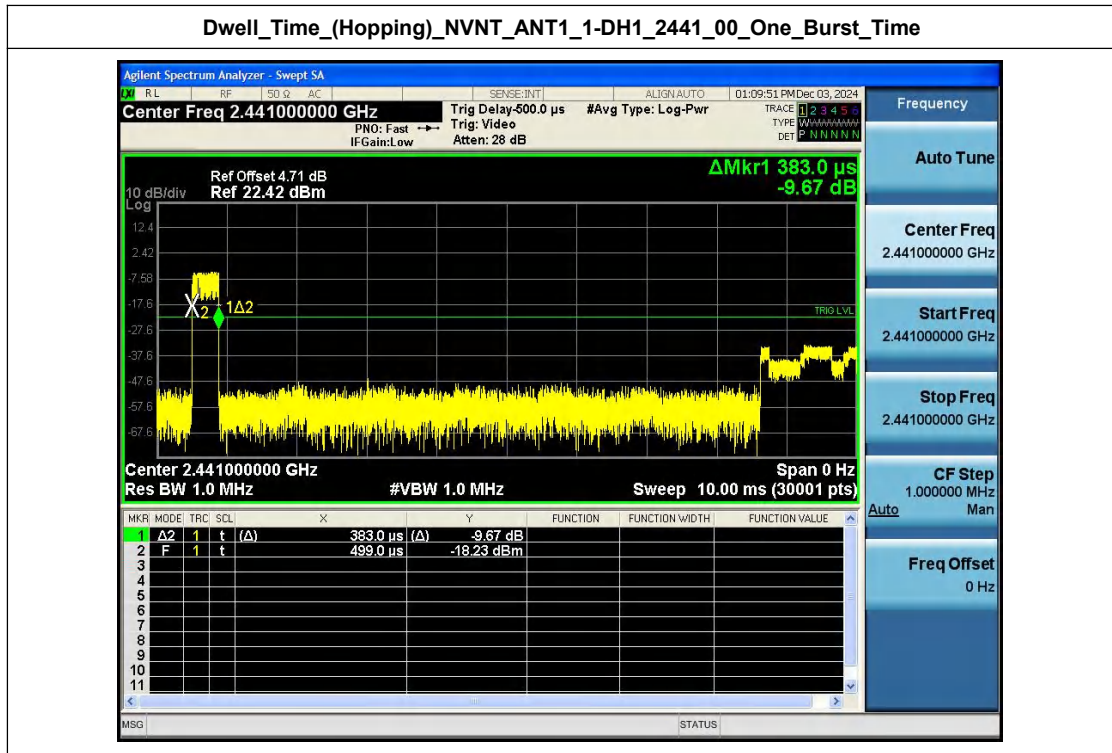 Dwell_Time_(Hopping)_NVNT_ANT1_1-DH1_2441_00_One_Burst_Time
Agilent Spectrum Analyzer - Swept SA
LXI RL RF 50 Ω AC SENSE:INT ALIGN AUTO 01:09:51 PM Dec 03, 2024
Center Freq 2.441000000 GHz
PNO: Fast
IFGain:Low
Trig Delay-500.0 µs
Trig: Video
Atten: 28 dB
#Avg Type: Log-Pwr
TRACE 1 2 3 4 5 6
TYPE WWWWWW
DET P N N N N N
ΔMkr1 383.0 µs
-9.67 dB
Ref Offset 4.71 dB
10 dB/div Ref 22.42 dBm
Log
12.4
2.42
-7.58
-17.6
-27.6
-37.6
-47.6
-57.6
-67.6
X2 1Δ2
TRIG LVL
Center 2.441000000 GHz Span 0 Hz
Res BW 1.0 MHz #VBW 1.0 MHz Sweep 10.00 ms (30001 pts)
MKR MODE TRC SCL X Y FUNCTION FUNCTION WIDTH FUNCTION VALUE
1 Δ2 1 t (Δ) 383.0 µs (Δ) -9.67 dB
2 F 1 t 499.0 µs -18.23 dBm
3
4
5
6
7
8
9
10
11
MSG STATUS
Frequency
Auto Tune
Center Freq
2.441000000 GHz
Start Freq
2.441000000 GHz
Stop Freq
2.441000000 GHz
CF Step
1.000000 MHz
Auto Man
Freq Offset
0 Hz